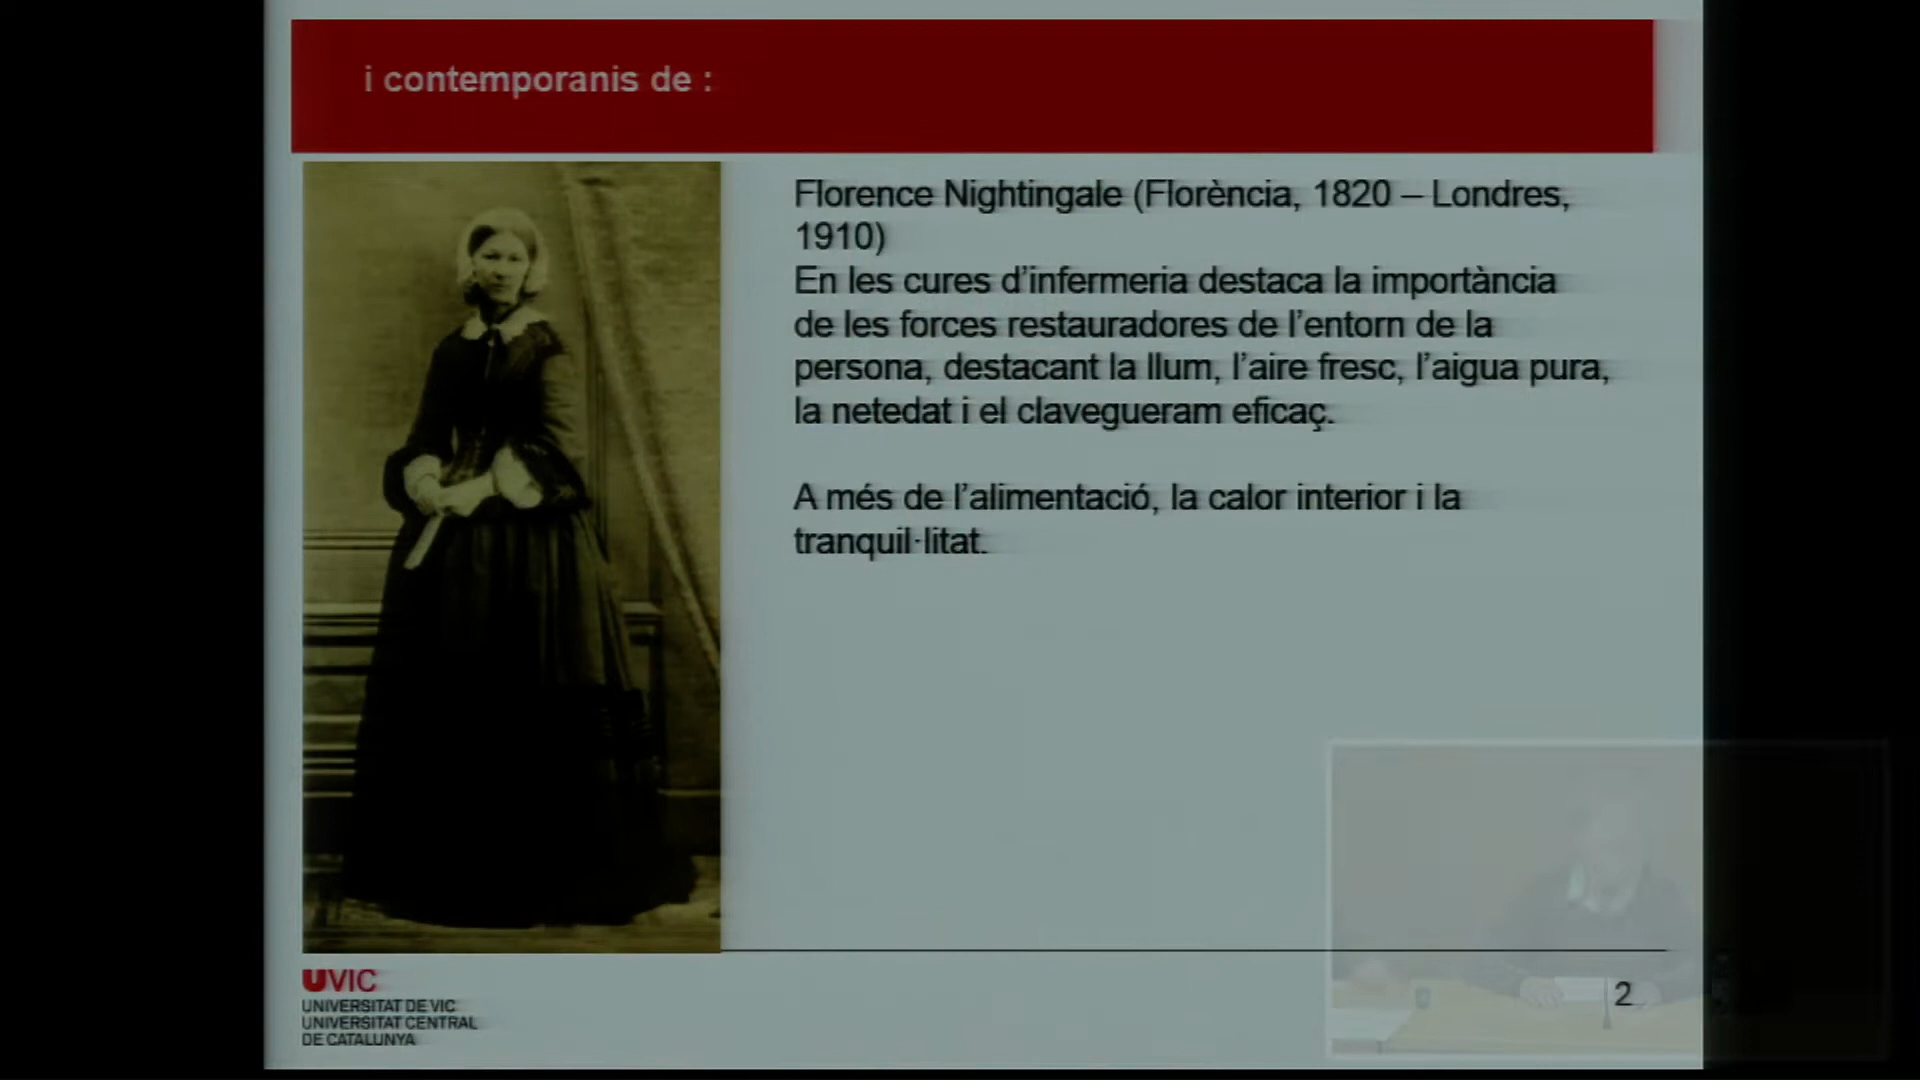 i contemporanis de :
Florence Nightingale (Florència, 1820 – Londres,
1910)
En les cures d’infermeria destaca la importància
de les forces restauradores de l’entorn de la
persona, destacant la llum, l’aire fresc, l’aigua pura,
la netedat i el clavegueram eficaç.
A més de l’alimentació, la calor interior i la
tranquil·litat.
UVIC
UNIVERSITAT DE VIC
UNIVERSITAT CENTRAL
DE CATALUNYA
2